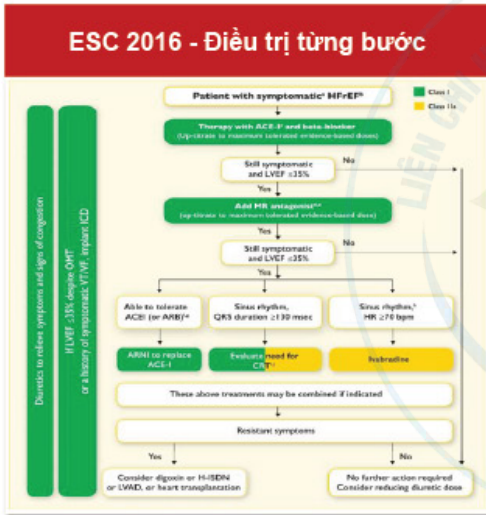 ESC 2016 - Điều trị từng bước
Class I
Class IIa
Patient with symptomatic HFrEF
Therapy with ACE-I and beta-blocker
(Up-titrate to maximum tolerated evidence-based doses)
Still symptomatic
and LVEF ≤35%
No
Yes
Add MR antagonist
(up-titrate to maximum tolerated evidence-based dose)
Still symptomatic
and LVEF ≤35%
No
Yes
Able to tolerate
ACEI (or ARB)
Sinus rhythm,
QRS duration ≥130 msec
Sinus rhythm,
HR ≥70 bpm
ARNI to replace
ACE-I
Evaluate need for
CRT
Ivabradine
These above treatments may be combined if indicated
Resistant symptoms
Yes
No
Consider digoxin or H-ISDN
or LVAD, or heart transplantation
No further action required
Consider reducing diuretic dose
Diuretics to relieve symptoms and signs of congestion
If LVEF ≤35% despite OMT
or a history of symptomatic VT/VF, implant ICD
LIÊN CHI